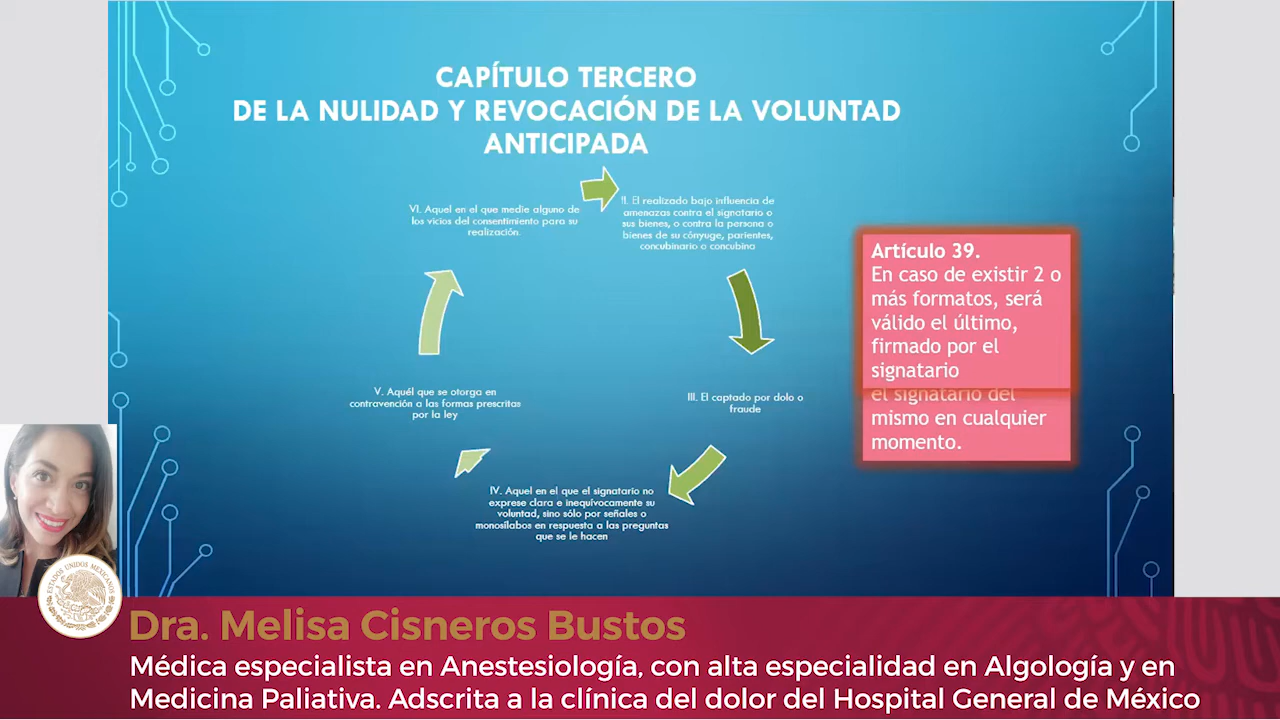 CAPÍTULO TERCERO
DE LA NULIDAD Y REVOCACIÓN DE LA VOLUNTAD
ANTICIPADA
VI. Aquel en el que medie alguno de
los vicios del consentimiento para su
realización.
II. El realizado bajo influencia de
amenazas contra el signatario o
sus bienes, o contra la persona o
bienes de su cónyuge, parientes,
concubinario o concubina
III. El captado por dolo o
fraude
IV. Aquel en el que el signatario no
exprese clara e inequívocamente su
voluntad, sino sólo por señales o
monosílabos en respuesta a las preguntas
que se le hacen
V. Aquél que se otorga en
contravención a las formas prescritas
por la ley
Artículo 39.
En caso de existir 2 o
más formatos, será
válido el último,
firmado por el
signatario
el signatario del
mismo en cualquier
momento.
ESTADOS UNIDOS MEXICANOS
Dra. Melisa Cisneros Bustos
Médica especialista en Anestesiología, con alta especialidad en Algología y en
Medicina Paliativa. Adscrita a la clínica del dolor del Hospital General de México